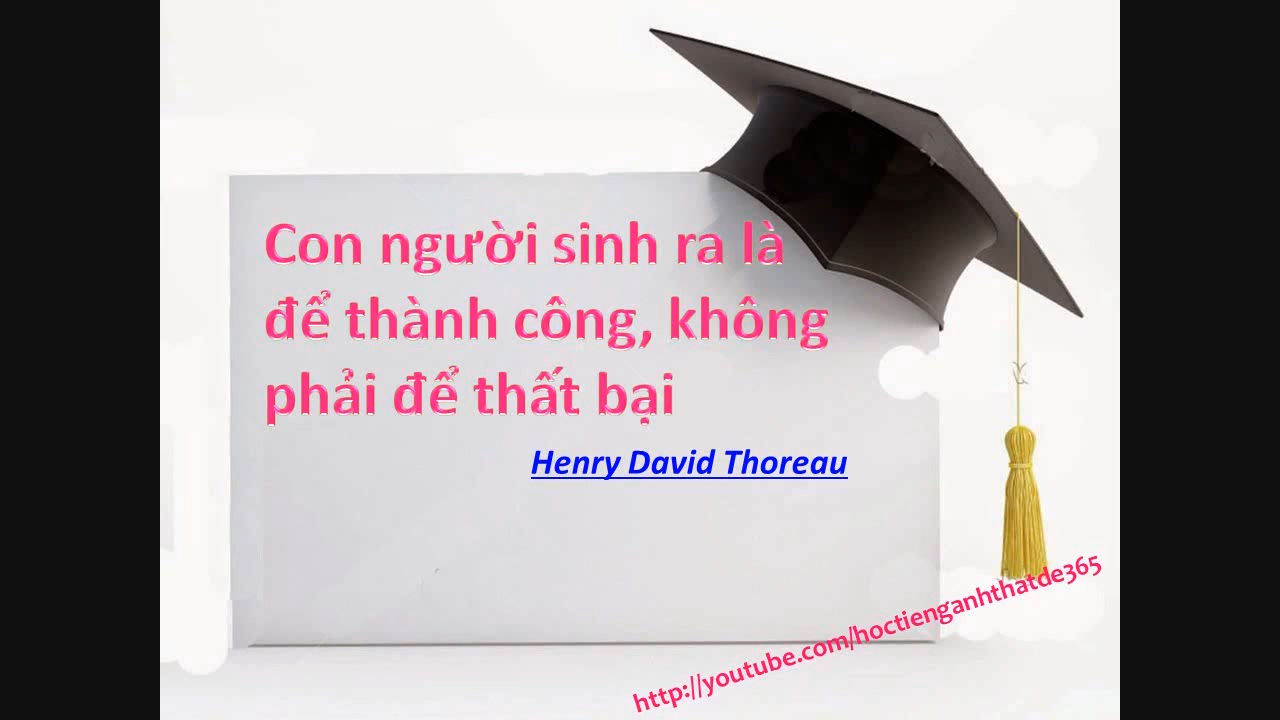 Con người sinh ra là
để thành công, không
phải để thất bại
Henry David Thoreau
http://youtube.com/hoctienganhthatde365